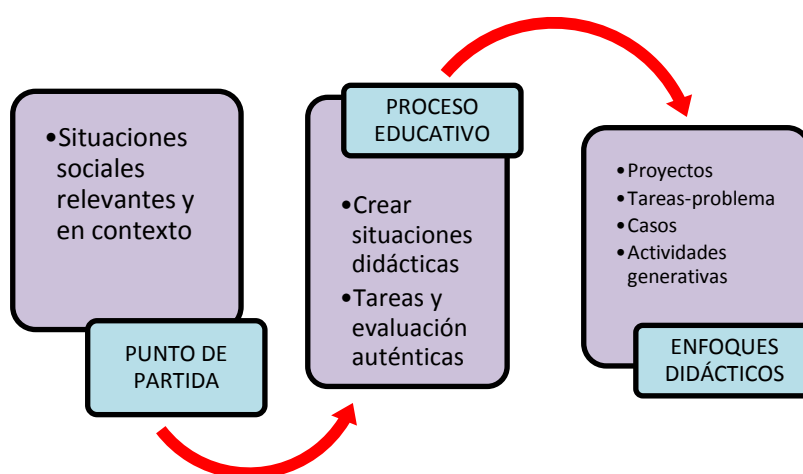 •Situaciones
sociales
relevantes y
en contexto
PUNTO DE
PARTIDA
PROCESO
EDUCATIVO
•Crear
situaciones
didácticas
•Tareas y
evaluación
auténticas
•Proyectos
•Tareas-problema
•Casos
•Actividades
generativas
ENFOQUES
DIDÁCTICOS